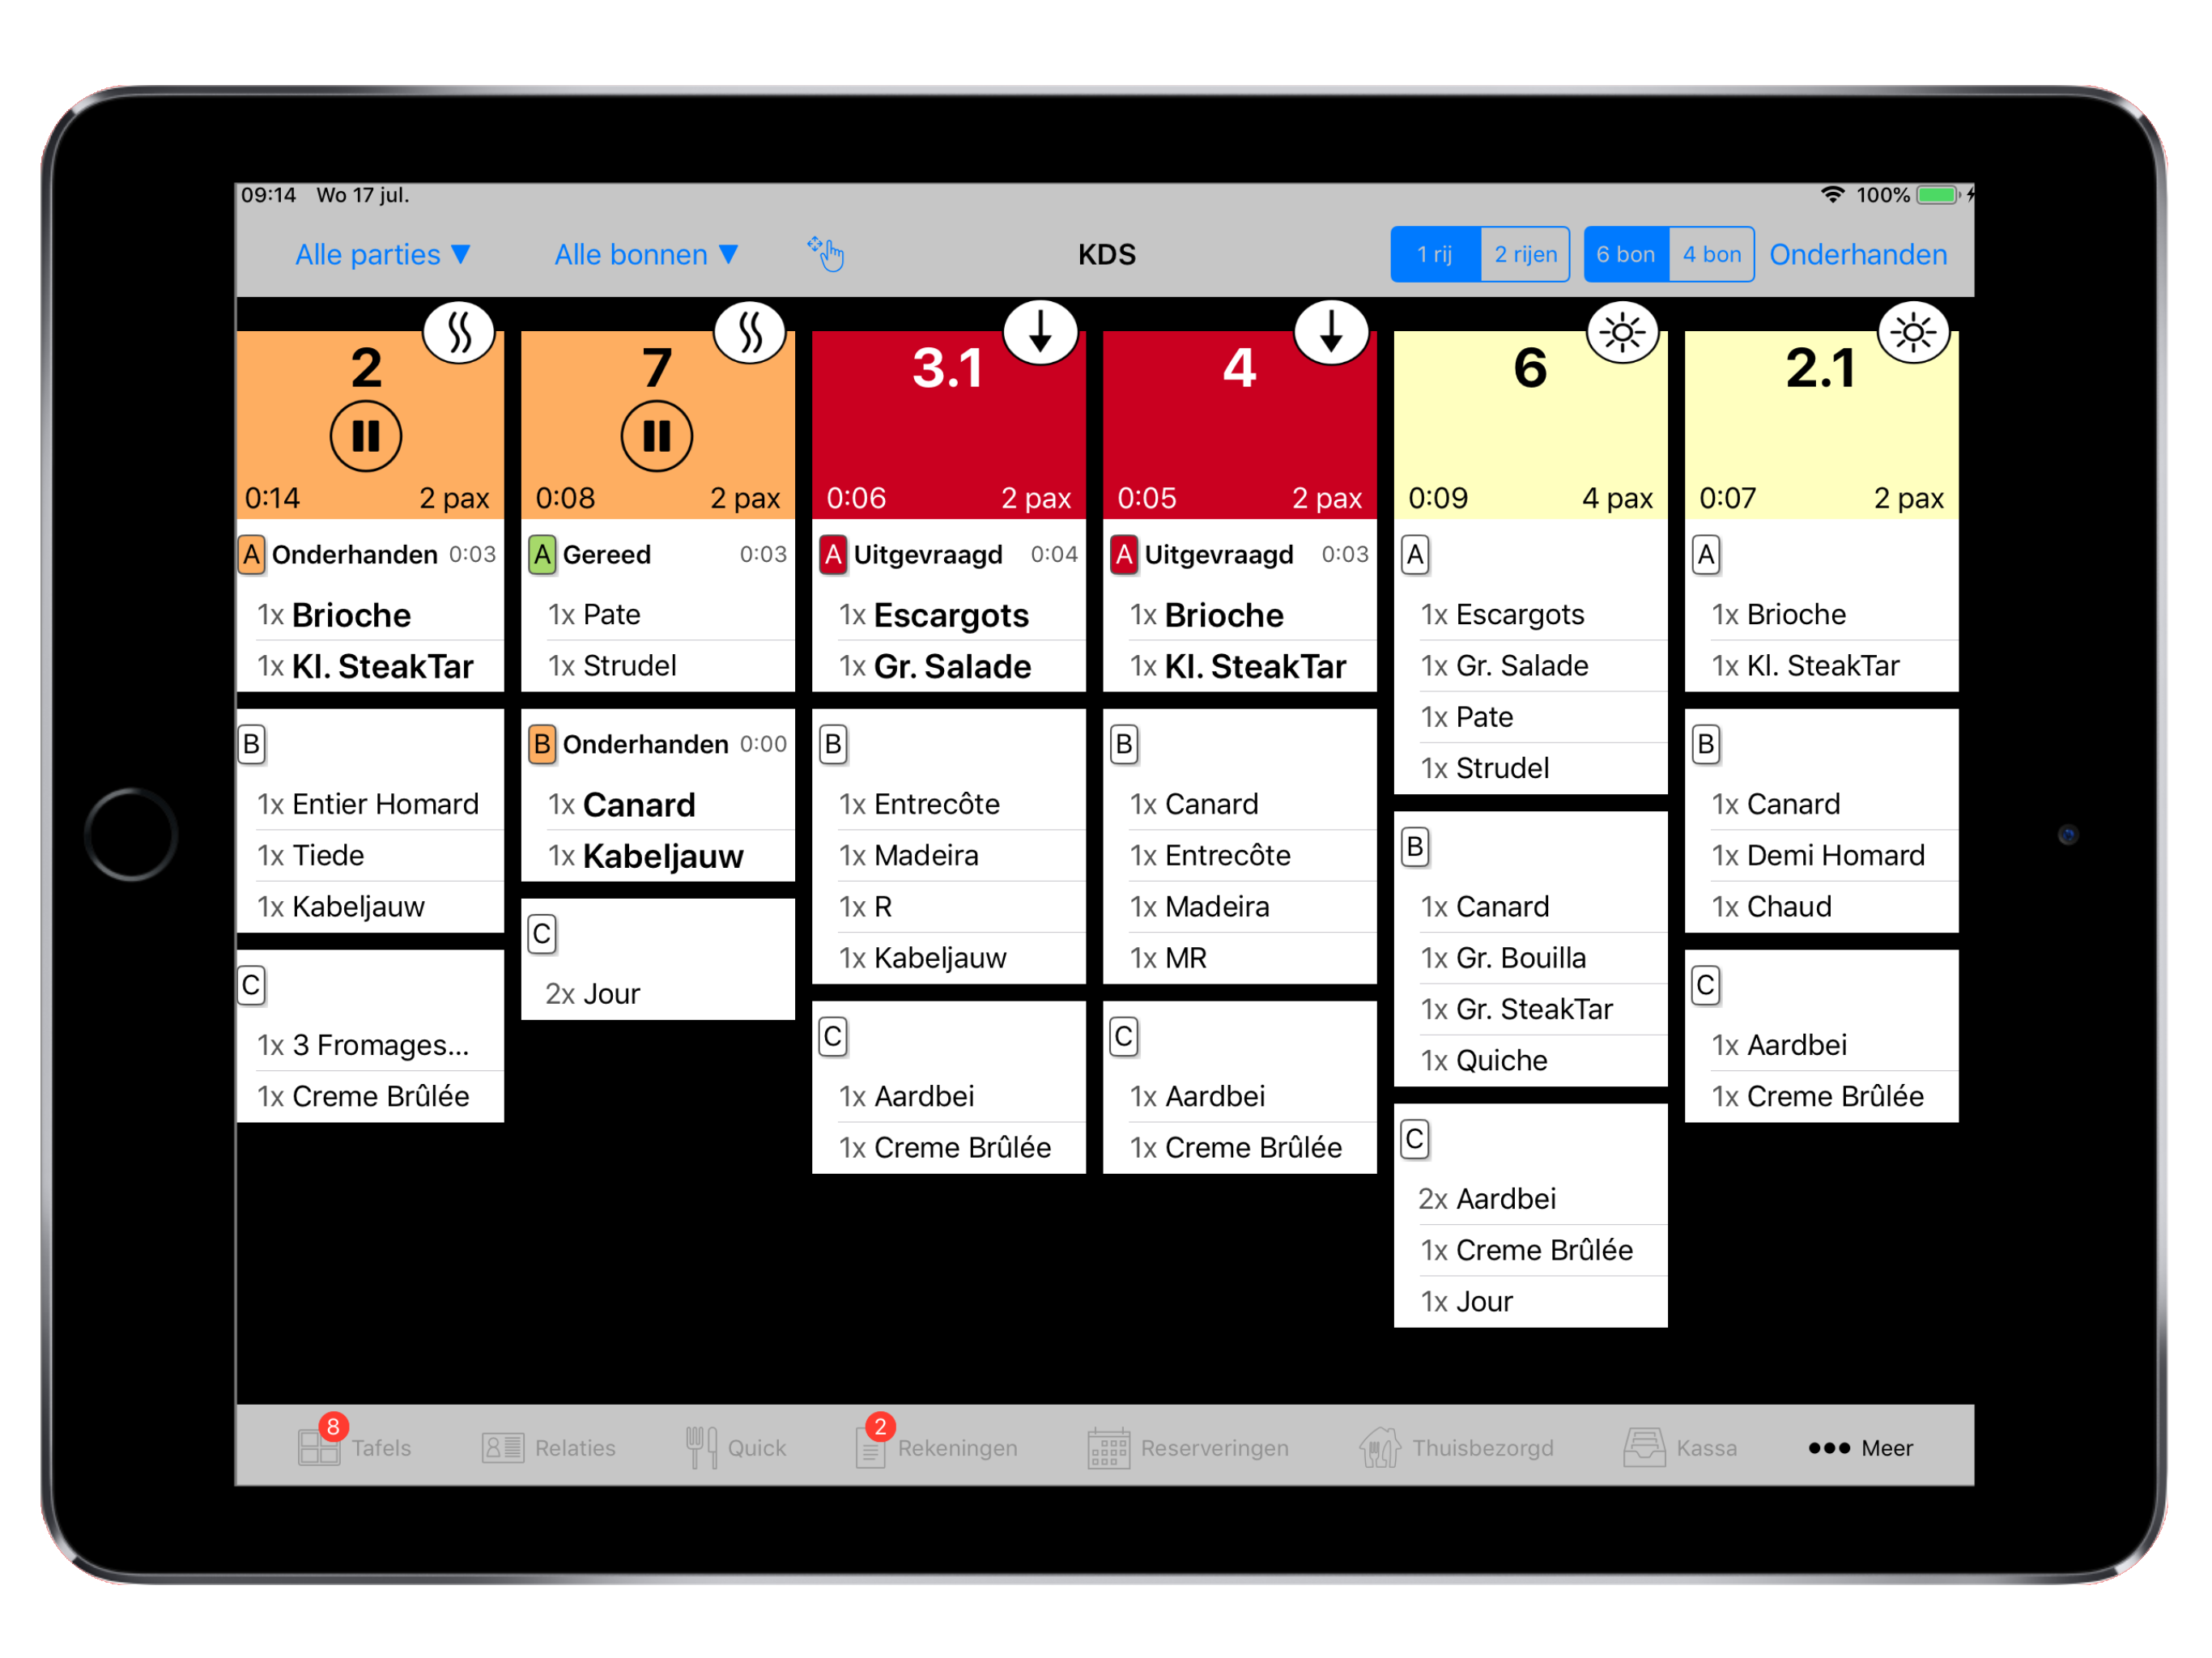 09:14 Wo 17 jul. 100%
Alle parties ▼ Alle bonnen ▼ KDS 1 rij 2 rijen 6 bon 4 bon Onderhanden
2
0:14 2 pax
A Onderhanden 0:03
1x Brioche
1x Kl. SteakTar
B
1x Entier Homard
1x Tiede
1x Kabeljauw
C
1x 3 Fromages...
1x Creme Brûlée
7
0:08 2 pax
A Gereed 0:03
1x Pate
1x Strudel
B Onderhanden 0:00
1x Canard
1x Kabeljauw
C
2x Jour
3.1
0:06 2 pax
A Uitgevraagd 0:04
1x Escargots
1x Gr. Salade
B
1x Entrecôte
1x Madeira
1x R
1x Kabeljauw
C
1x Aardbei
1x Creme Brûlée
4
0:05 2 pax
A Uitgevraagd 0:03
1x Brioche
1x Kl. SteakTar
B
1x Canard
1x Entrecôte
1x Madeira
1x MR
C
1x Aardbei
1x Creme Brûlée
6
0:09 4 pax
A
1x Escargots
1x Gr. Salade
1x Pate
1x Strudel
B
1x Canard
1x Gr. Bouilla
1x Gr. SteakTar
1x Quiche
C
2x Aardbei
1x Creme Brûlée
1x Jour
2.1
0:07 2 pax
A
1x Brioche
1x Kl. SteakTar
B
1x Canard
1x Demi Homard
1x Chaud
C
1x Aardbei
1x Creme Brûlée
8 Tafels Relaties Quick 2 Rekeningen Reserveringen Thuisbezorgd Kassa Meer